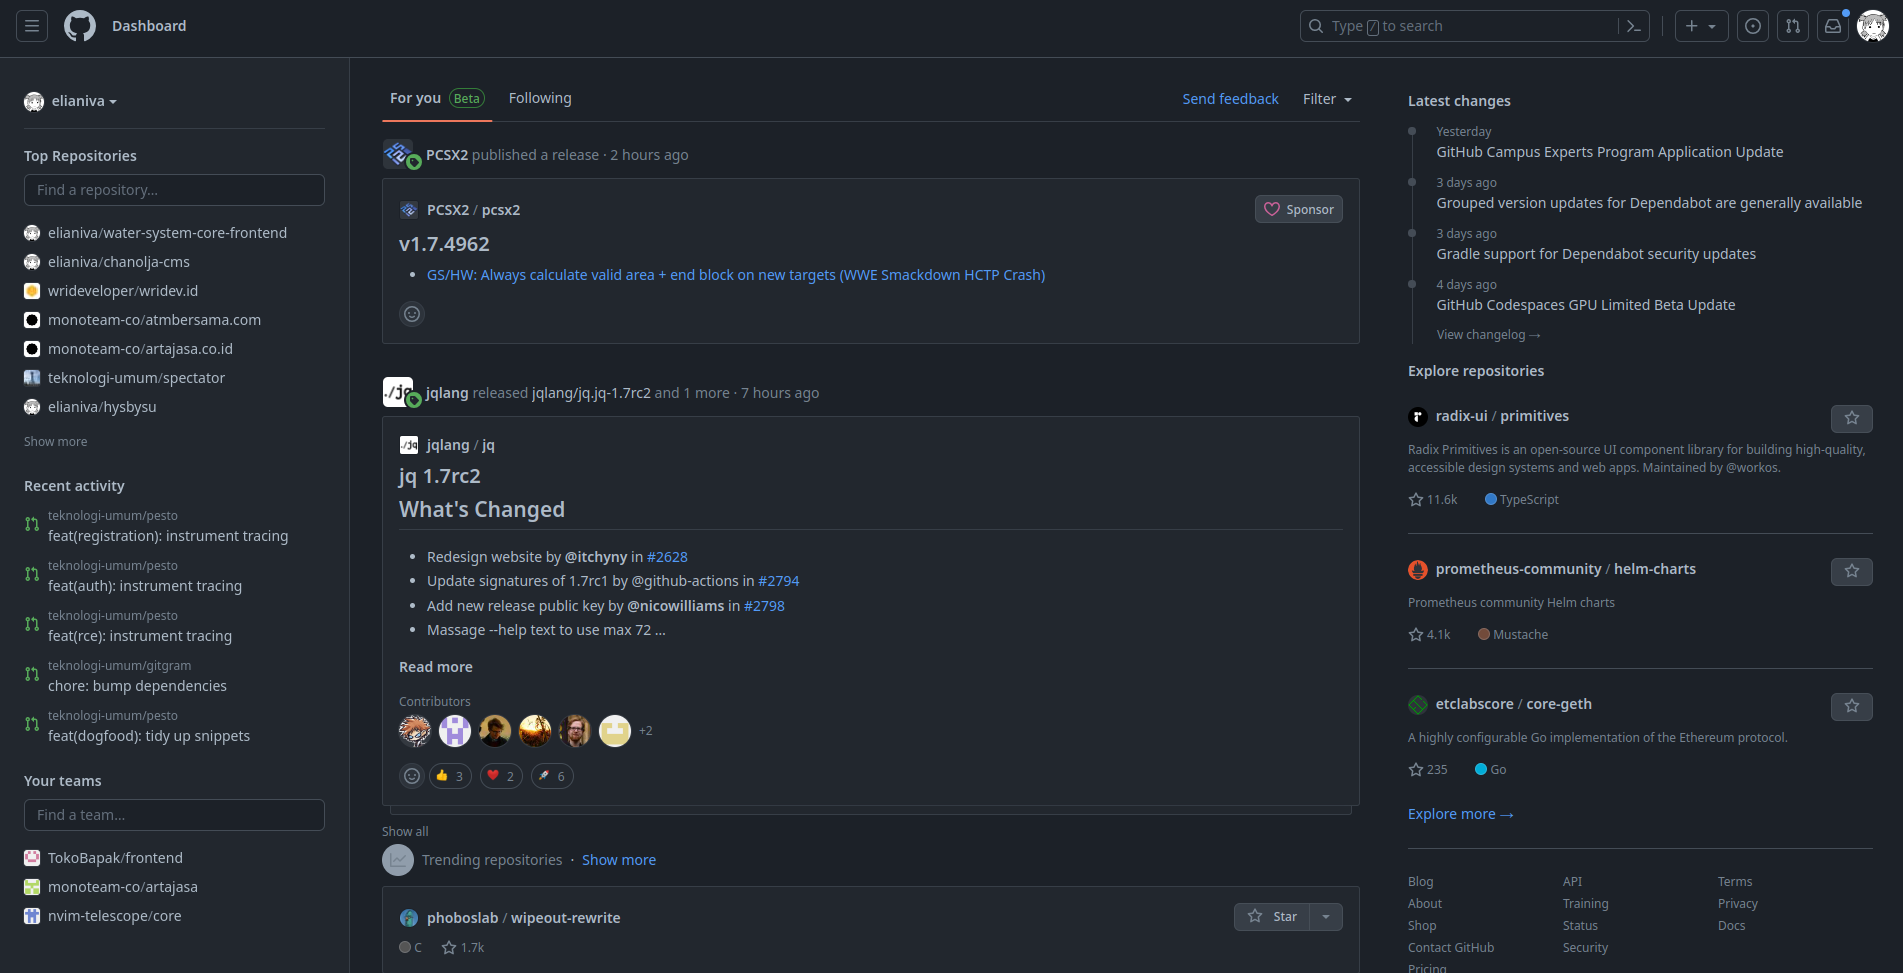 Dashboard
Type / to search
elianiva
Top Repositories
Find a repository...
elianiva/water-system-core-frontend
elianiva/chanolja-cms
wrideveloper/wridev.id
monoteam-co/atmbersama.com
monoteam-co/artajasa.co.id
teknologi-umum/spectator
elianiva/hysbysu
Show more
Recent activity
teknologi-umum/pesto
feat(registration): instrument tracing
teknologi-umum/pesto
feat(auth): instrument tracing
teknologi-umum/pesto
feat(rce): instrument tracing
teknologi-umum/gitgram
chore: bump dependencies
teknologi-umum/pesto
feat(dogfood): tidy up snippets
Your teams
Find a team...
TokoBapak/frontend
monoteam-co/artajasa
nvim-telescope/core
For you Beta Following Send feedback Filter
PCSX2 published a release · 2 hours ago
PCSX2 / pcsx2 Sponsor
v1.7.4962
GS/HW: Always calculate valid area + end block on new targets (WWE Smackdown HCTP Crash)
./jq jqlang released jqlang/jq.jq-1.7rc2 and 1 more · 7 hours ago
./jq jqlang / jq
jq 1.7rc2
What's Changed
Redesign website by @itchyny in #2628
Update signatures of 1.7rc1 by @github-actions in #2794
Add new release public key by @nicowilliams in #2798
Massage --help text to use max 72 ...
Read more
Contributors
+2
3 2 6
Show all
Trending repositories · Show more
phoboslab / wipeout-rewrite Star
C 1.7k
Latest changes
Yesterday
GitHub Campus Experts Program Application Update
3 days ago
Grouped version updates for Dependabot are generally available
3 days ago
Gradle support for Dependabot security updates
4 days ago
GitHub Codespaces GPU Limited Beta Update
View changelog →
Explore repositories
radix-ui / primitives
Radix Primitives is an open-source UI component library for building high-quality,
accessible design systems and web apps. Maintained by @workos.
11.6k TypeScript
prometheus-community / helm-charts
Prometheus community Helm charts
4.1k Mustache
etclabscore / core-geth
A highly configurable Go implementation of the Ethereum protocol.
235 Go
Explore more →
Blog API Terms
About Training Privacy
Shop Status Docs
Contact GitHub Security
Pricing